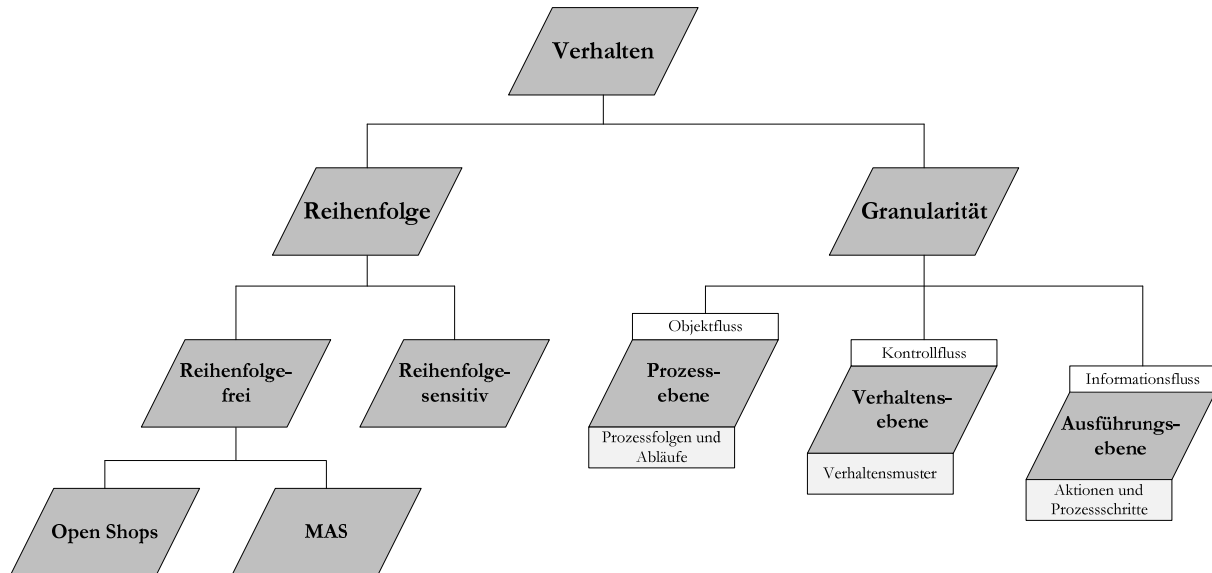 Verhalten
Reihenfolge
Granularität
Objektfluss
Kontrollfluss
Informationsfluss
Reihenfolge-
frei
Reihenfolge-
sensitiv
Prozess-
ebene
Verhaltens-
ebene
Ausführungs-
ebene
Prozessfolgen und
Abläufe
Verhaltensmuster
Aktionen und
Prozessschritte
Open Shops
MAS